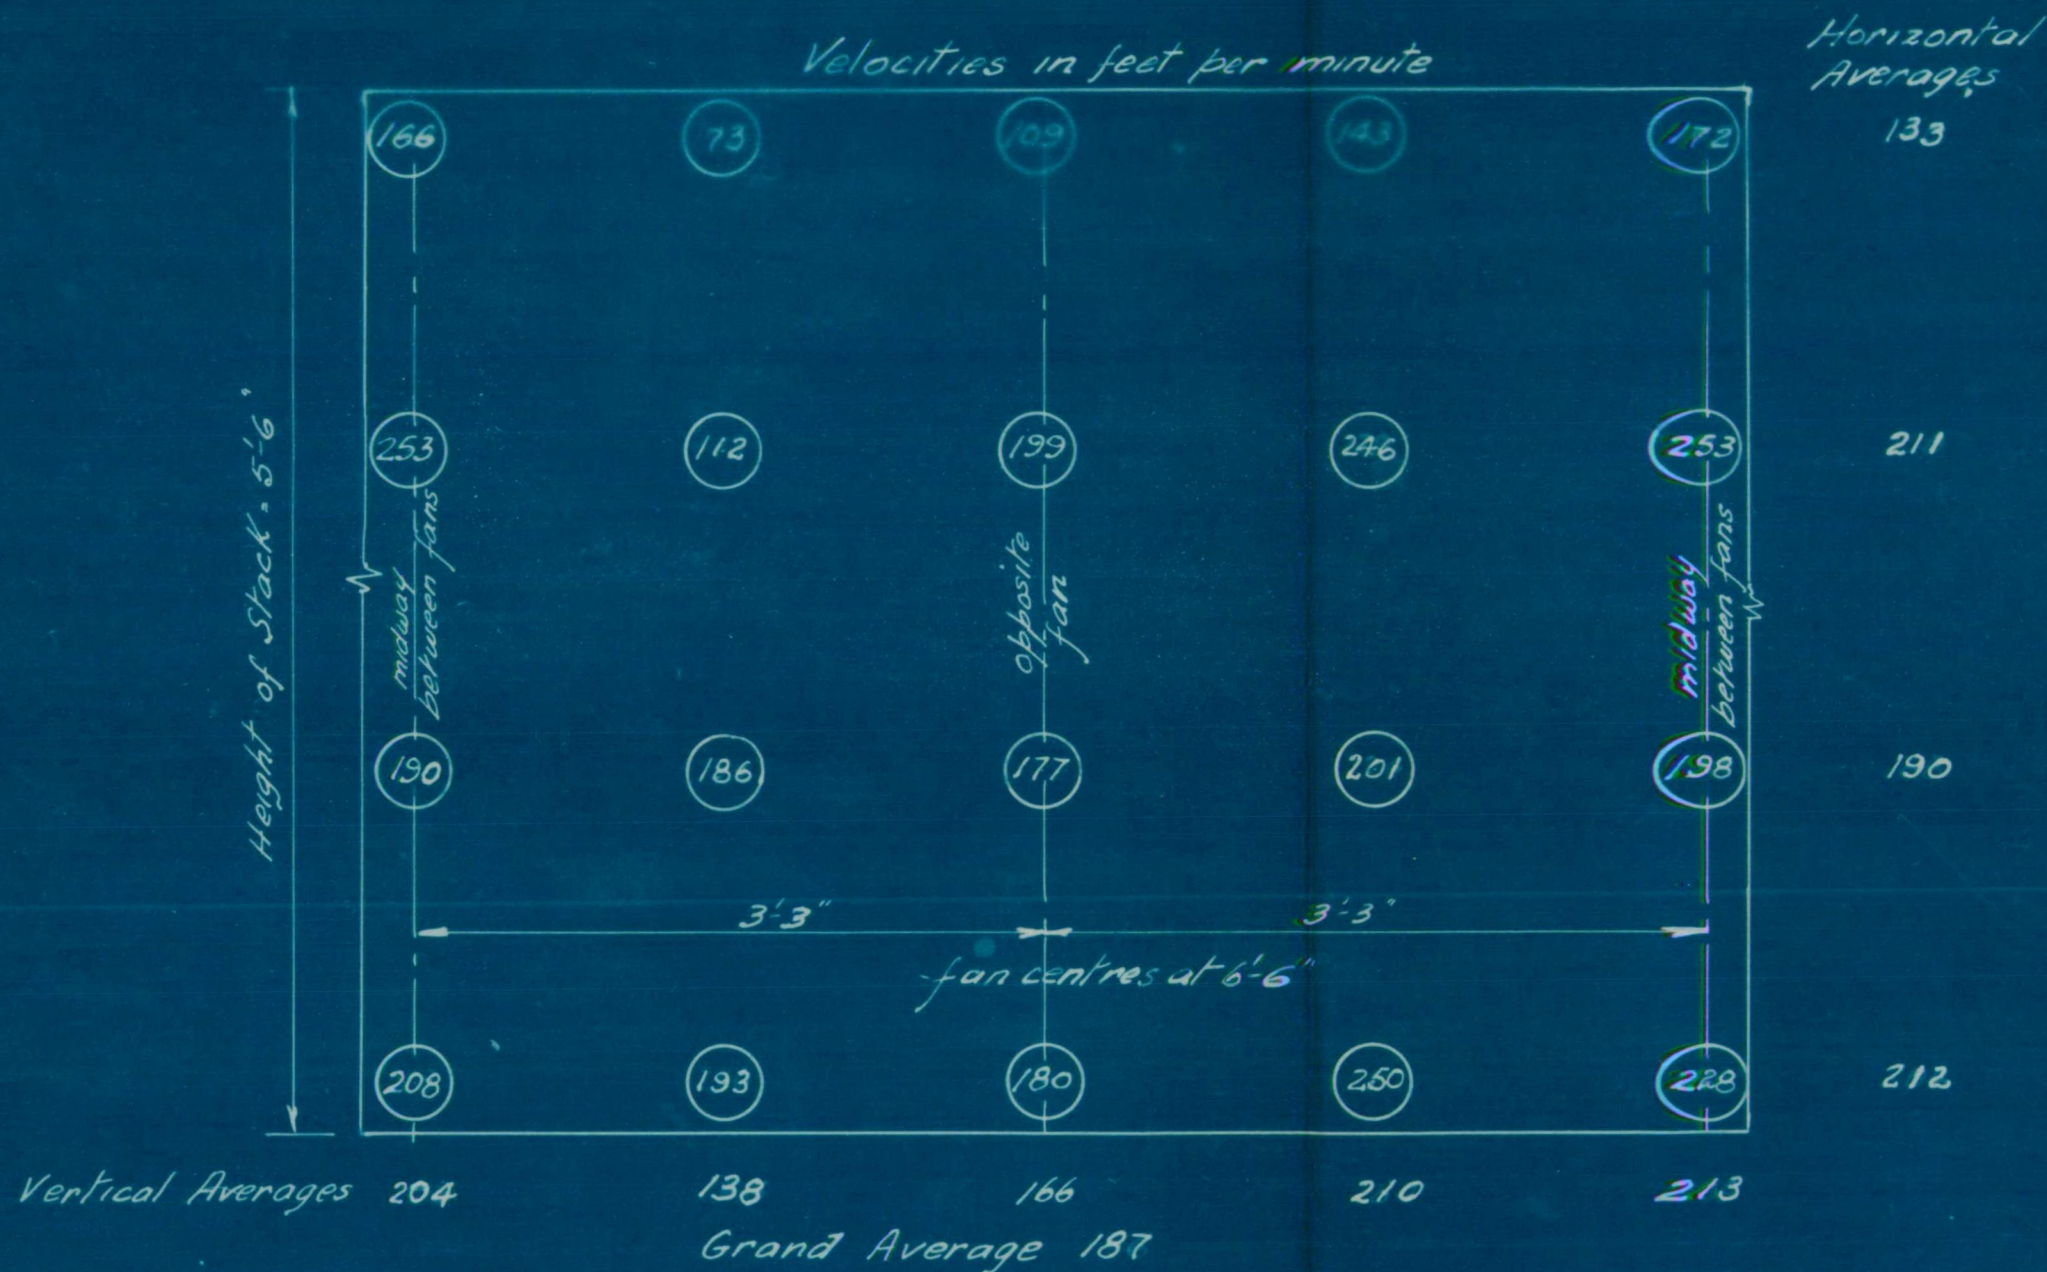 Velocities in feet per minute
Horizontal
Averages
166 73 109 143 172 133
253 112 199 246 253 211
Height of Stack = 5'-6"
midway
between fans
opposite
fan
midway
between fans
190 186 177 201 198 190
3'-3" 3'-3"
fan centres at 6'-6"
208 193 180 250 228 212
Vertical Averages 204 138 166 210 213
Grand Average 187